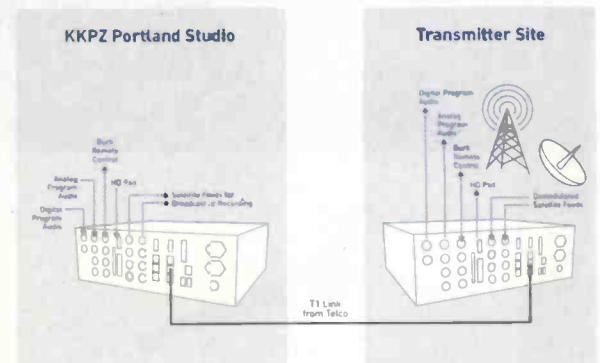 KKPZ Portland Studio
Burk
Remote
Control
Analog
Program
Audio
HD Pad
Satellite Feeds for
Broadcast or Recording
Digital
Program
Audio
T1 Link
from Telco
Transmitter Site
Digital Program
Audio
Analog
Program
Audio
Burk
Remote
Control
HD Pad
Demodulated
Satellite Feeds